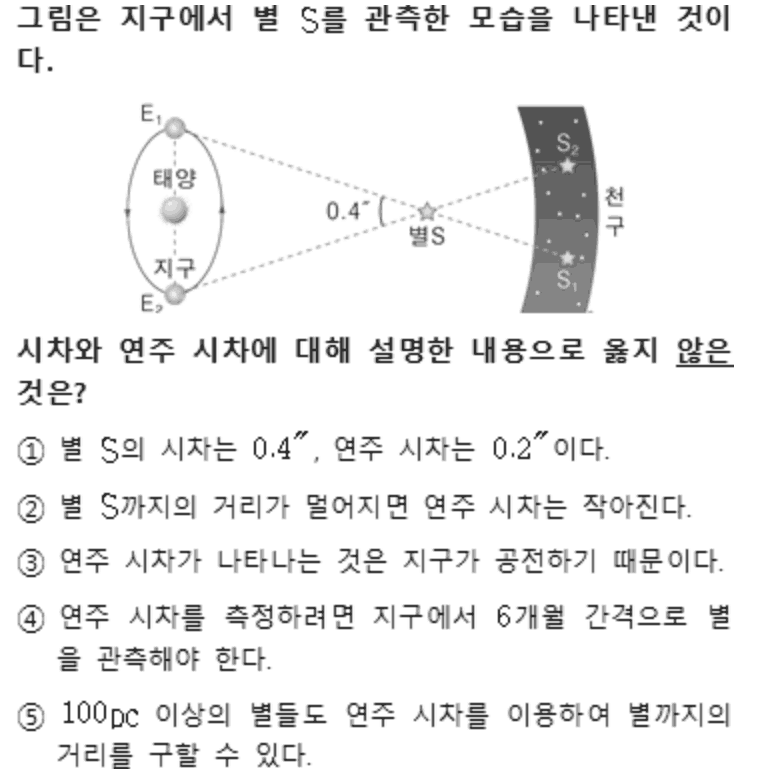 그림은 지구에서 별 S를 관측한 모습을 나타낸 것이
다.
E₁
S₂
태양
0.4″
별S
천
구
지구
S₁
E₂
시차와 연주 시차에 대해 설명한 내용으로 옳지 않은
것은?
① 별 S의 시차는 0.4″, 연주 시차는 0.2″이다.
② 별 S까지의 거리가 멀어지면 연주 시차는 작아진다.
③ 연주 시차가 나타나는 것은 지구가 공전하기 때문이다.
④ 연주 시차를 측정하려면 지구에서 6개월 간격으로 별
을 관측해야 한다.
⑤ 100pc 이상의 별들도 연주 시차를 이용하여 별까지의
거리를 구할 수 있다.